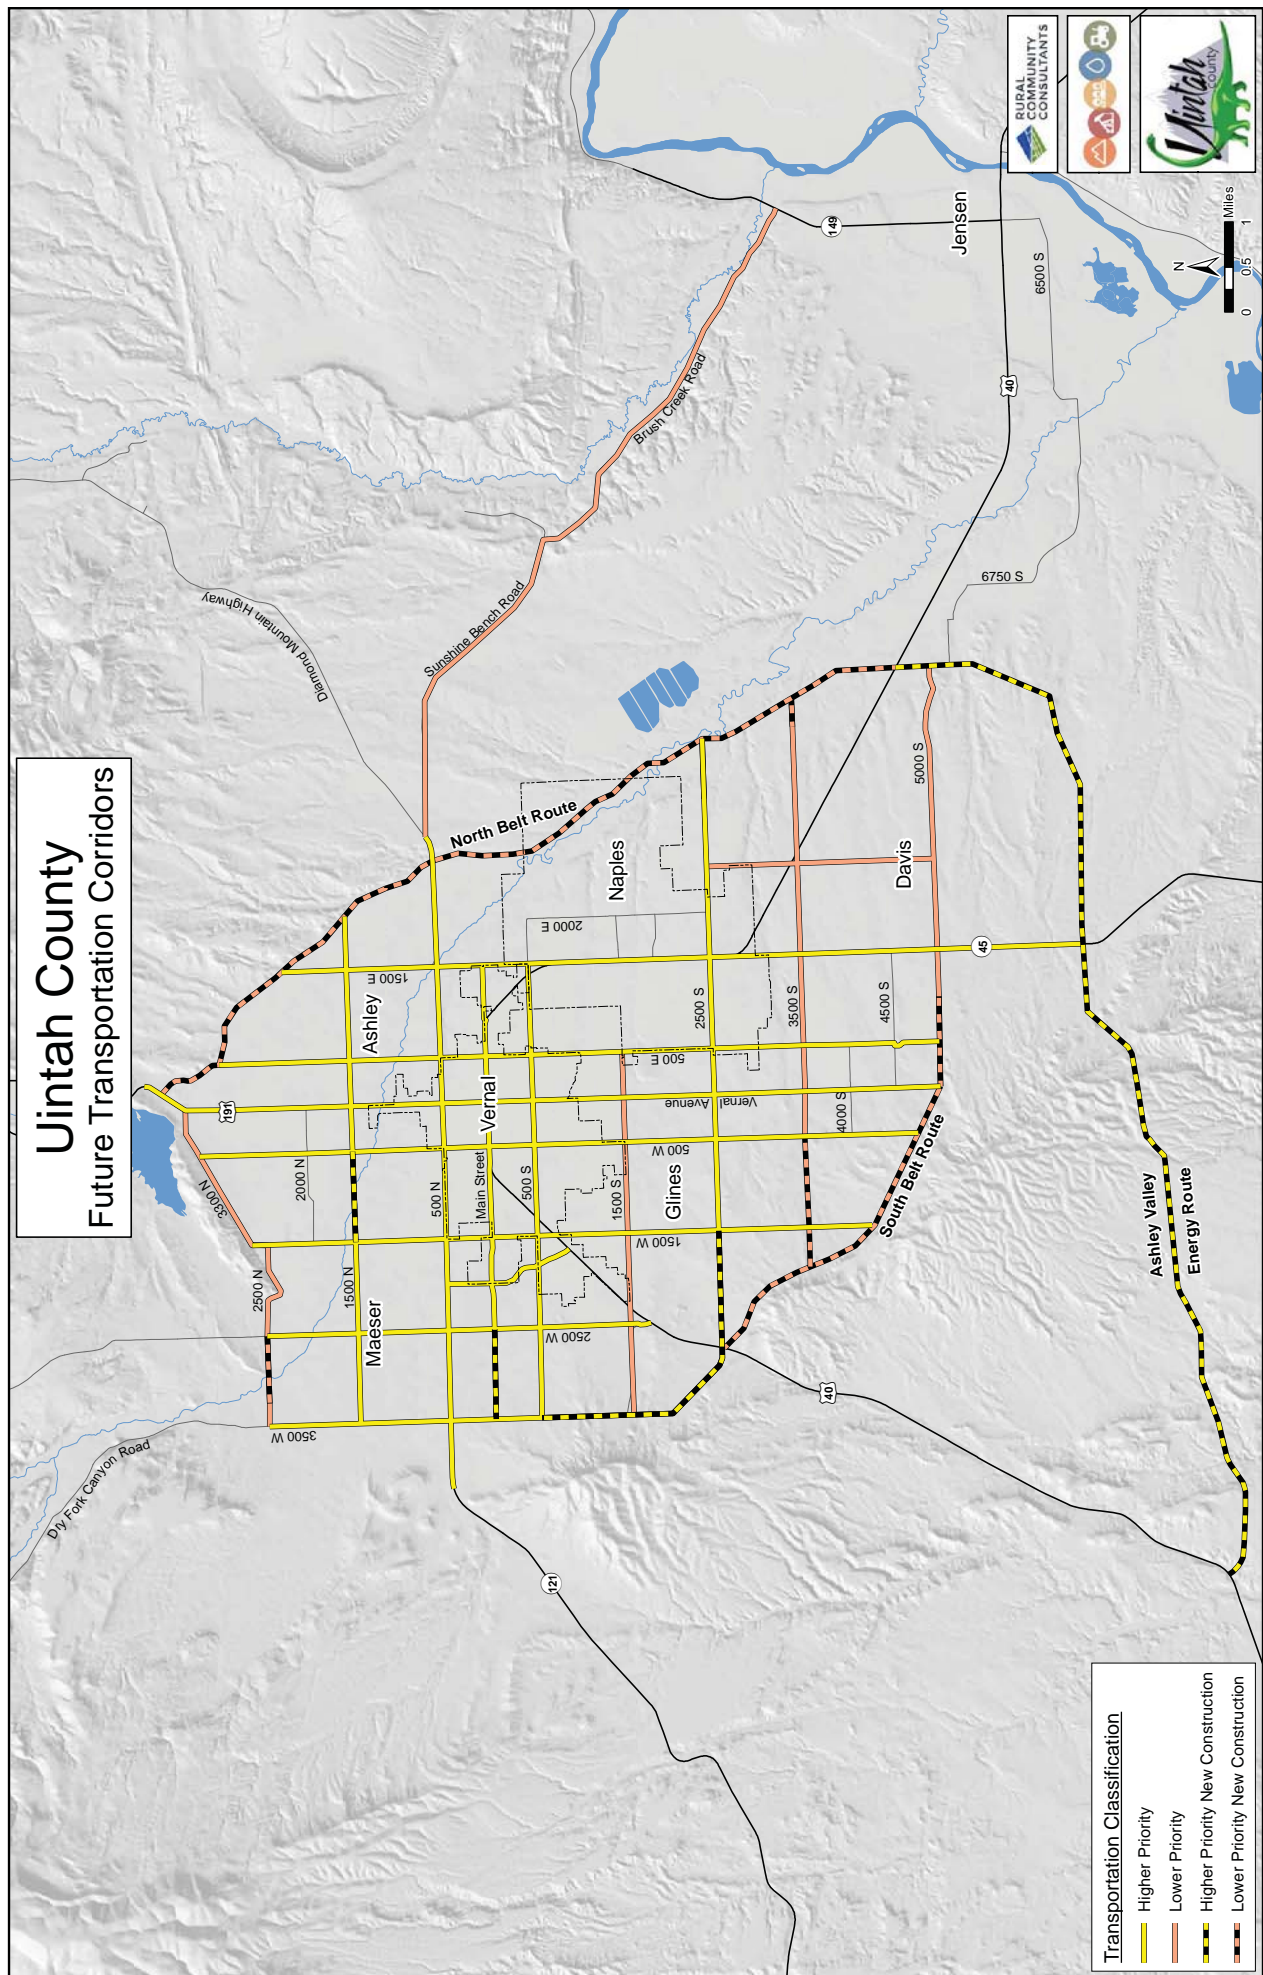 Uintah County
Future Transportation Corridors
Dry Fork Canyon Road
Diamond Mountain Highway
191
3300 N
2500 N
2000 N
1500 N
3500 W
Maeser
Ashley
1500 E
North Belt Route
Sunshine Bench Road
Brush Creek Road
500 N
Main Street
Vernal
500 S
121
2500 W
1500 S
Glines
1500 W
500 W
500 E
Vernal Avenue
2000 E
Naples
2500 S
3500 S
4000 S
4500 S
5000 S
Davis
45
40
South Belt Route
Ashley Valley
Energy Route
6750 S
6500 S
40
149
Jensen
Transportation Classification
Higher Priority
Lower Priority
Higher Priority New Construction
Lower Priority New Construction
N
0 0.5 1
Miles
RURAL
COMMUNITY
CONSULTANTS
Uintah
County